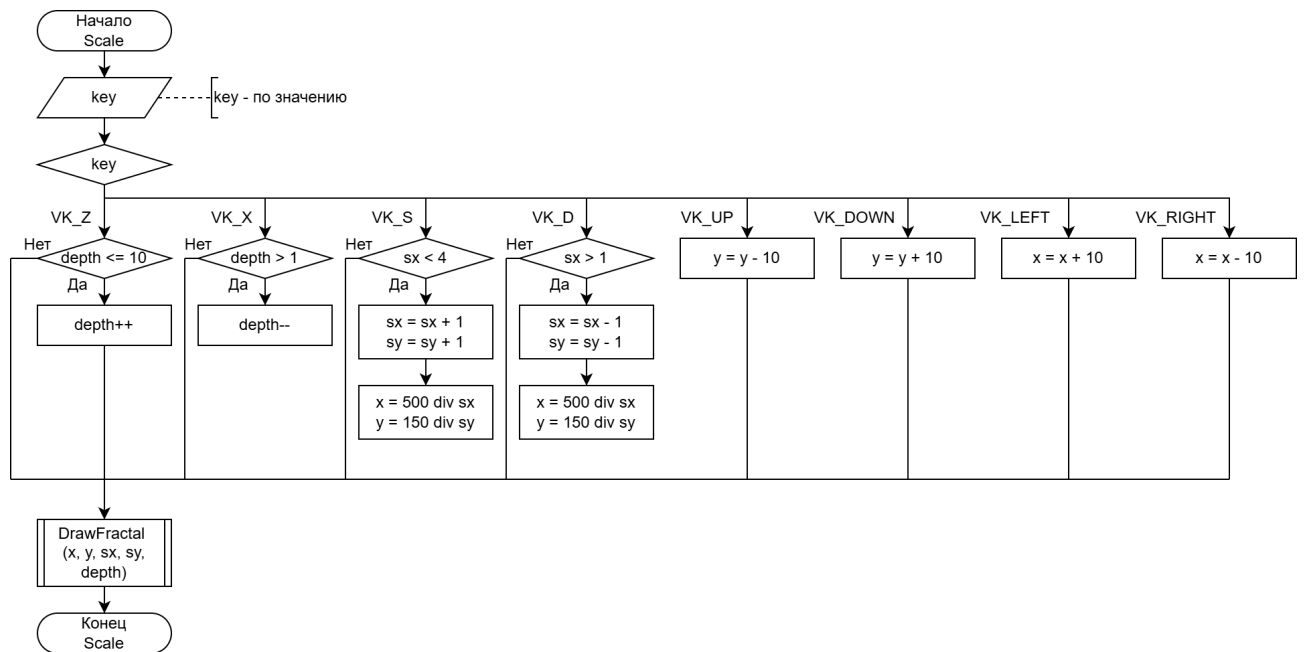 Начало
Scale
key
key - по значению
key
VK_Z
VK_X
VK_S
VK_D
VK_UP
VK_DOWN
VK_LEFT
VK_RIGHT
Нет
depth <= 10
Да
depth++
Нет
depth > 1
Да
depth--
Нет
sx < 4
Да
sx = sx + 1
sy = sy + 1
x = 500 div sx
y = 150 div sy
Нет
sx > 1
Да
sx = sx - 1
sy = sy - 1
x = 500 div sx
y = 150 div sy
y = y - 10
y = y + 10
x = x + 10
x = x - 10
DrawFractal
(x, y, sx, sy,
depth)
Конец
Scale